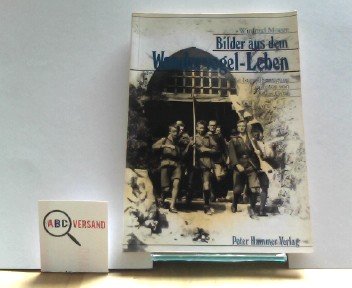 Winfried Mogge
Bilder aus dem
Wandervogel-Leben
Peter Hammer Verlag
ABC
VERSAND